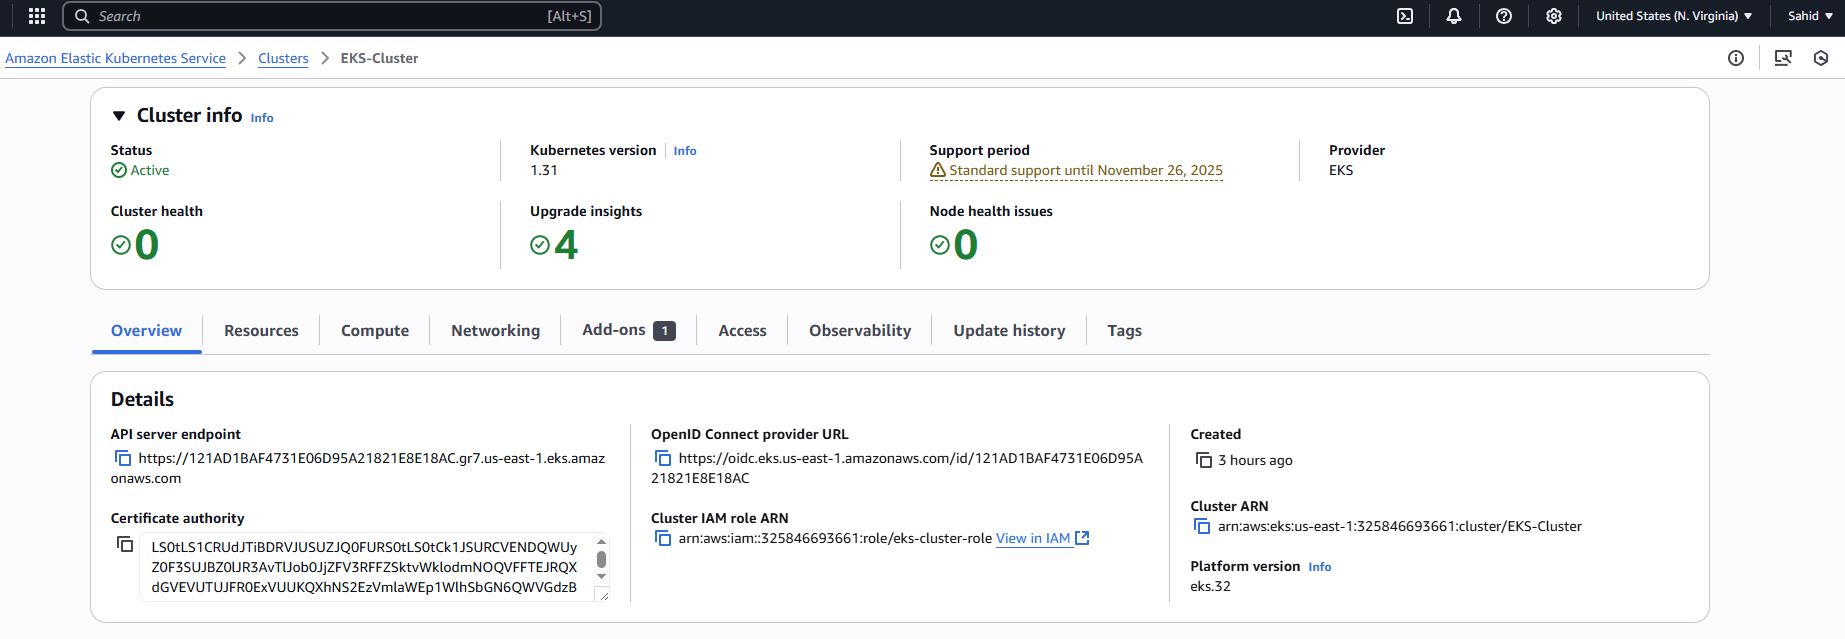 Search [Alt+S] United States (N. Virginia) Sahid
Amazon Elastic Kubernetes Service > Clusters > EKS-Cluster
Cluster info Info
Status
Active
Kubernetes version Info
1.31
Support period
Standard support until November 26, 2025
Provider
EKS
Cluster health
0
Upgrade insights
4
Node health issues
0
Overview Resources Compute Networking Add-ons 1 Access Observability Update history Tags
Details
API server endpoint
https://121AD1BAF4731E06D95A21821E8E18AC.gr7.us-east-1.eks.amaz
onaws.com
Certificate authority
LS0tLS1CRUdJTiBDRVJUSUZJQ0FURS0tLS0tCk1JSURCVENDQWUy
Z0F3SUJBZ0lJR3AvTlJob0JjZFV3RFFZSktvWklodmNOQVFFTEJRQX
dGVEVUTUJFR0ExVUUKQXhNS2EzVmlaWEp1WlhSbGN6QWVGdzB
OpenID Connect provider URL
https://oidc.eks.us-east-1.amazonaws.com/id/121AD1BAF4731E06D95A
21821E8E18AC
Cluster IAM role ARN
arn:aws:iam::325846693661:role/eks-cluster-role View in IAM
Created
3 hours ago
Cluster ARN
arn:aws:eks:us-east-1:325846693661:cluster/EKS-Cluster
Platform version Info
eks.32